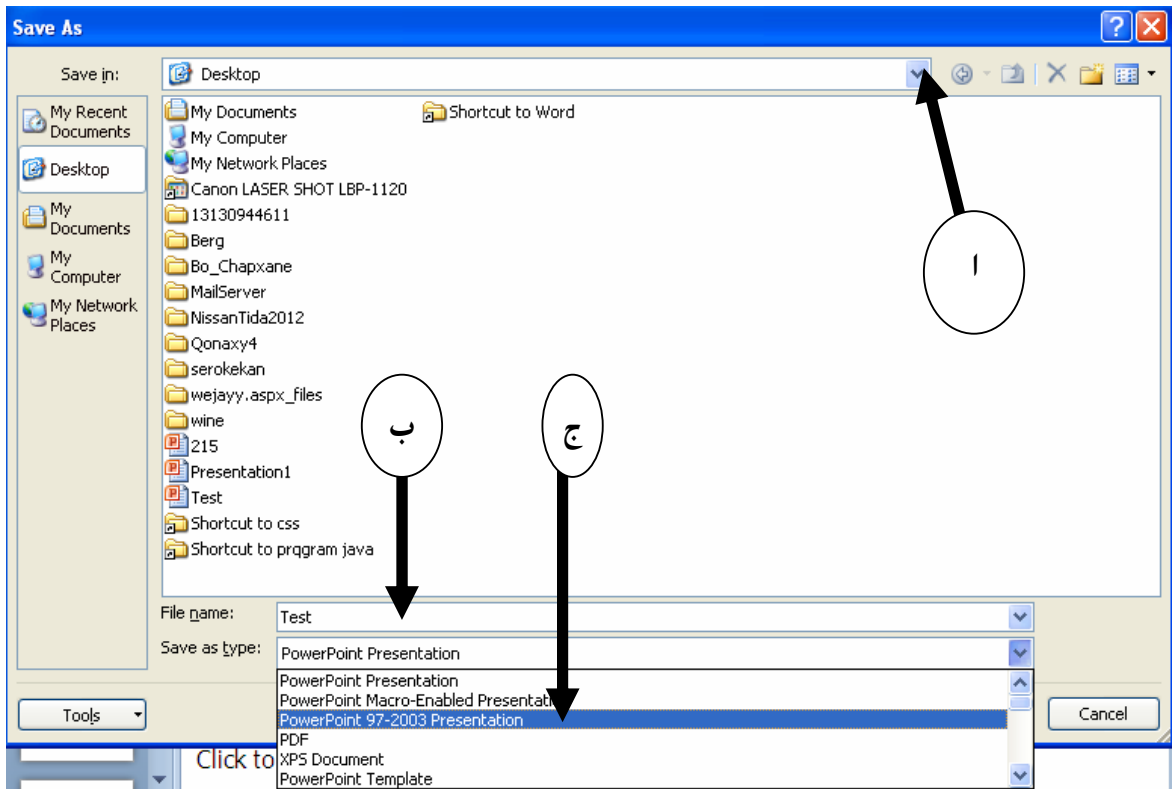 Save As
Save in:
Desktop
My Recent
Documents
Desktop
My
Documents
My
Computer
My Network
Places
My Documents
Shortcut to Word
My Computer
My Network Places
Canon LASER SHOT LBP-1120
13130944611
Berg
Bo_Chapxane
MailServer
NissanTida2012
Qonaxy4
serokekan
wejayy.aspx_files
wine
215
Presentation1
Test
Shortcut to css
Shortcut to prqgram java
ا
ب
ج
File name:
Test
Save as type:
PowerPoint Presentation
PowerPoint Presentation
PowerPoint Macro-Enabled
PowerPoint 97-2003 Presentation
PDF
XPS Document
PowerPoint Template
Tools
Cancel
Click to